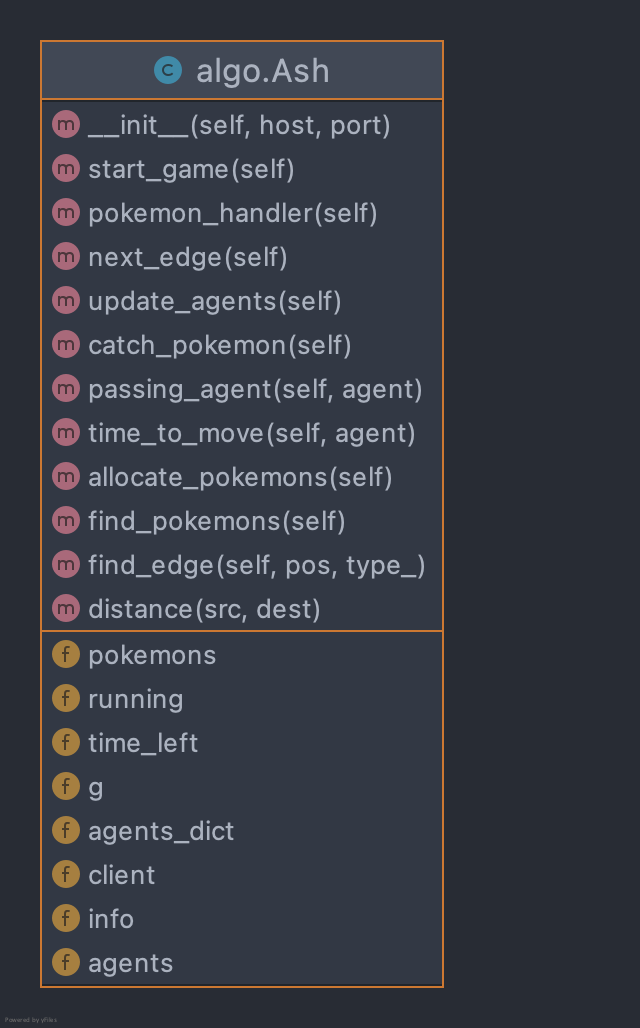 C algo.Ash
m __init__(self, host, port)
m start_game(self)
m pokemon_handler(self)
m next_edge(self)
m update_agents(self)
m catch_pokemon(self)
m passing_agent(self, agent)
m time_to_move(self, agent)
m allocate_pokemons(self)
m find_pokemons(self)
m find_edge(self, pos, type_)
m distance(src, dest)
f pokemons
f running
f time_left
f g
f agents_dict
f client
f info
f agents
Powered by yFiles